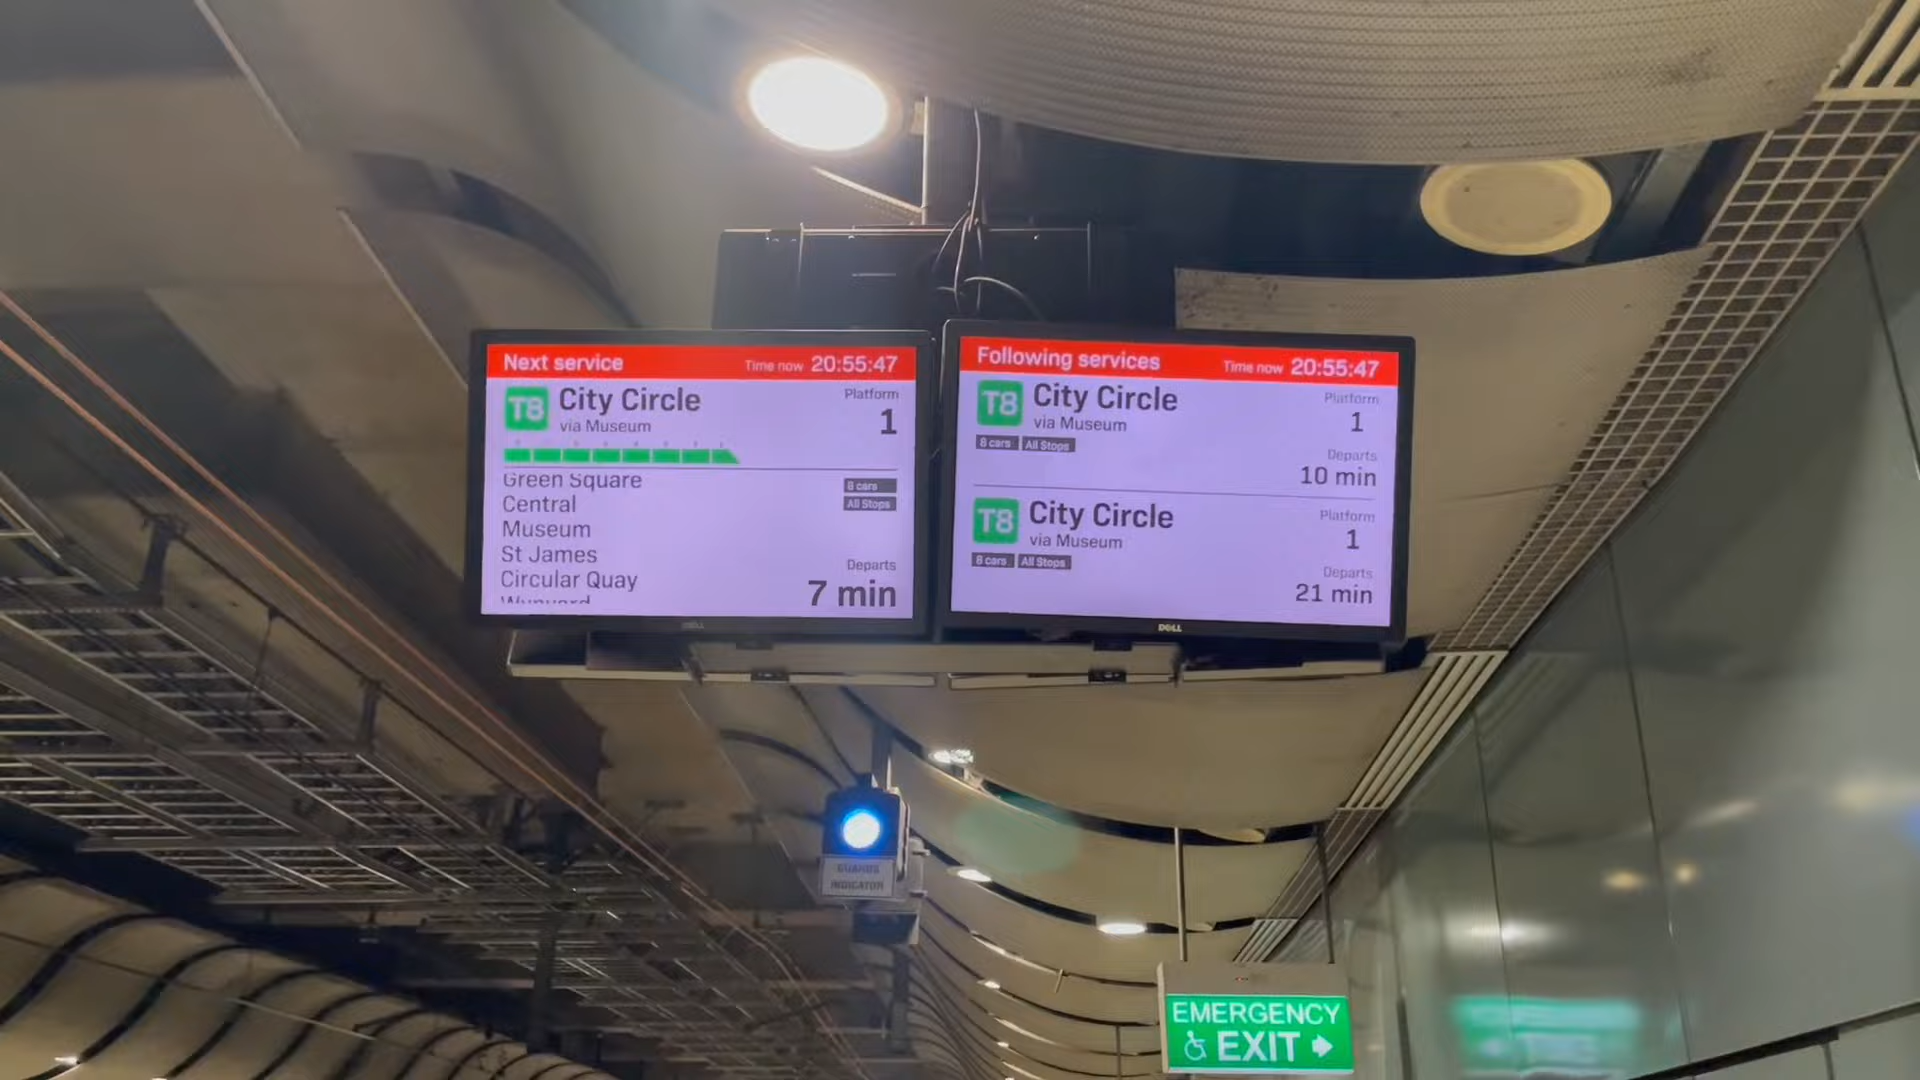 Next service
Time now 20:55:47
T8 City Circle
via Museum
Platform
1
Green Square
Central
Museum
St James
Circular Quay
Wynyard
8 cars
All Stops
Departs
7 min
DELL
Following services
Time now 20:55:47
T8 City Circle
via Museum
8 cars All Stops
Platform
1
Departs
10 min
T8 City Circle
via Museum
8 cars All Stops
Platform
1
Departs
21 min
DELL
GUARDS
INDICATOR
EMERGENCY
EXIT